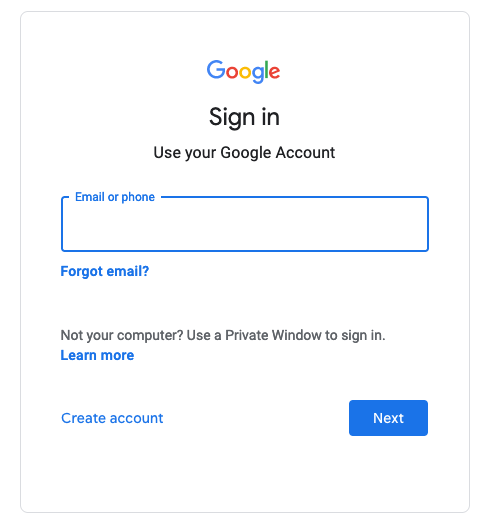 Google
Sign in
Use your Google Account
Email or phone
Forgot email?
Not your computer? Use a Private Window to sign in.
Learn more
Create account
Next